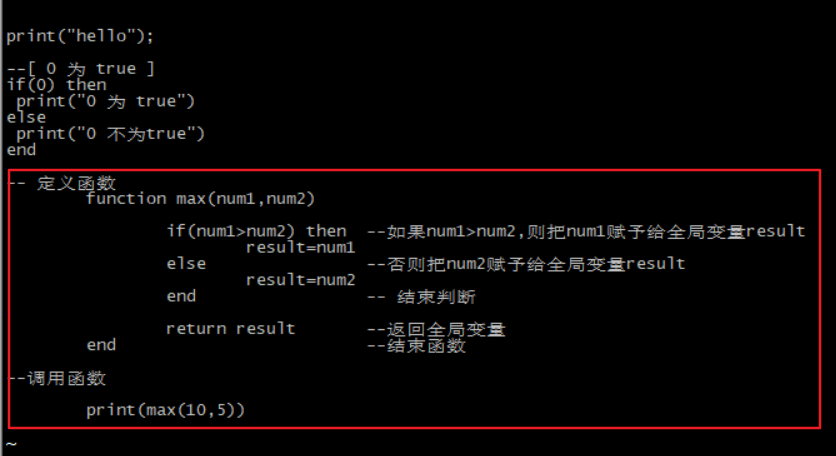 print("hello");
--[ 0 为 true ]
if(0) then
 print("0 为 true")
else
 print("0 不为true")
end
-- 定义函数
        function max(num1,num2)
                if(num1>num2) then  --如果num1>num2,则把num1赋予给全局变量result
                        result=num1
                else                --否则把num2赋予给全局变量result
                        result=num2
                end                 -- 结束判断
                return result       --返回全局变量
        end                         --结束函数
--调用函数
        print(max(10,5))
~